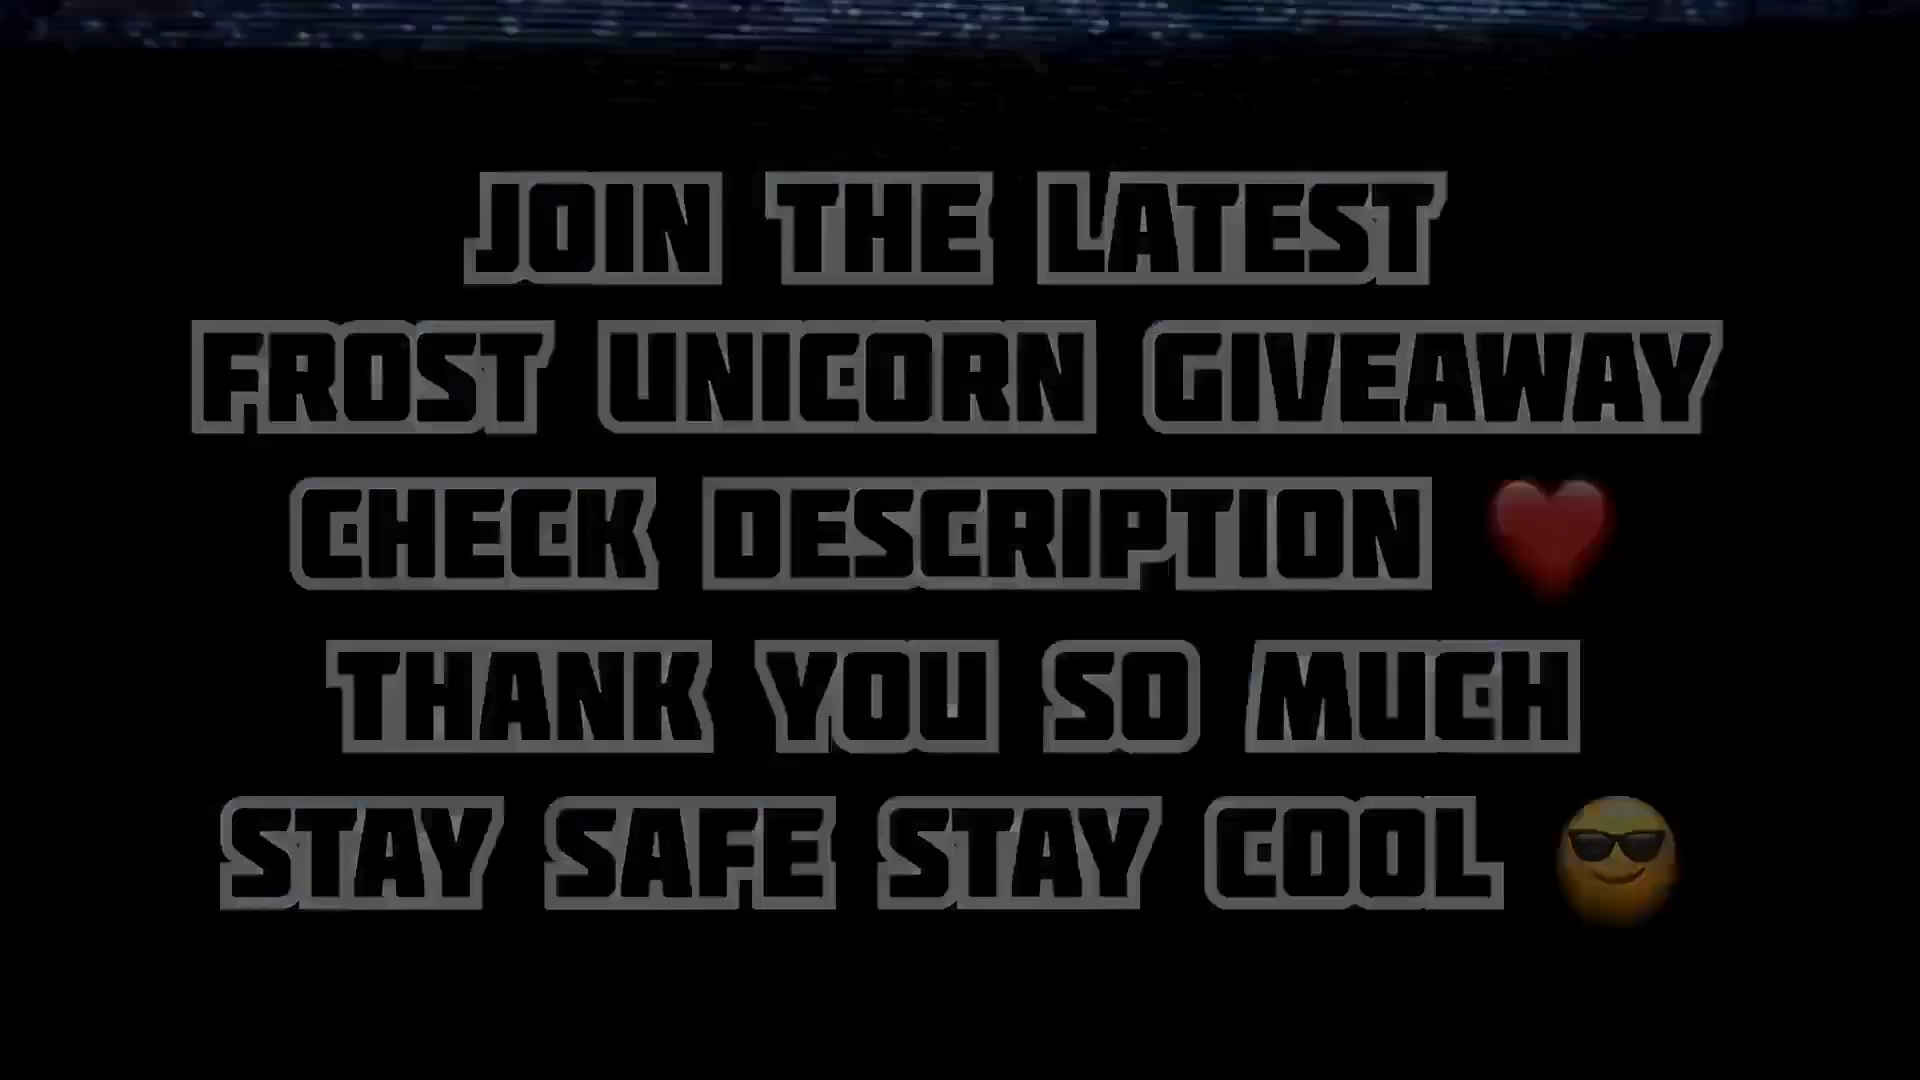 JOIN THE LATEST
FROST UNICORN GIVEAWAY
CHECK DESCRIPTION ❤️
THANK YOU SO MUCH
STAY SAFE STAY COOL 😎